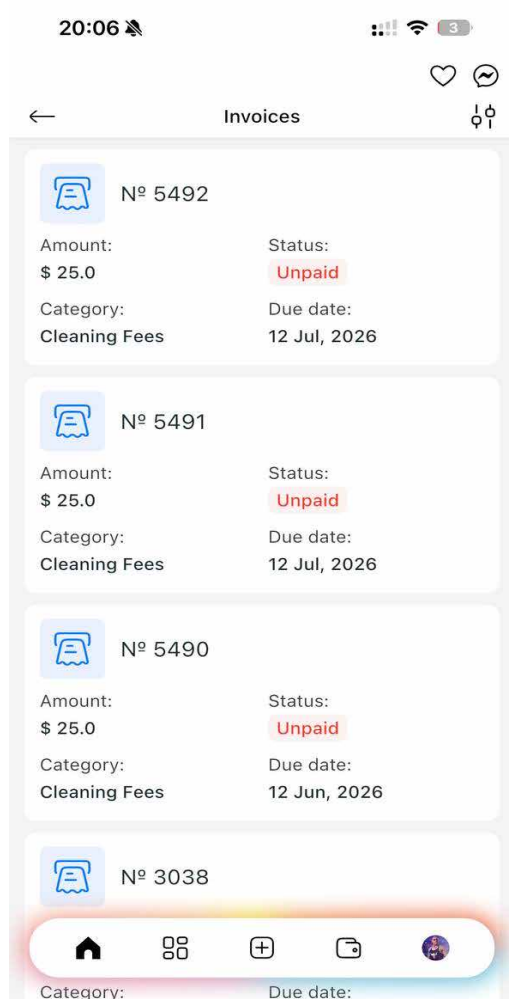 20:06
3
Invoices
Nº 5492
Amount: Status:
$ 25.0 Unpaid
Category: Due date:
Cleaning Fees 12 Jul, 2026
Nº 5491
Amount: Status:
$ 25.0 Unpaid
Category: Due date:
Cleaning Fees 12 Jul, 2026
Nº 5490
Amount: Status:
$ 25.0 Unpaid
Category: Due date:
Cleaning Fees 12 Jun, 2026
Nº 3038
Category: Due date: